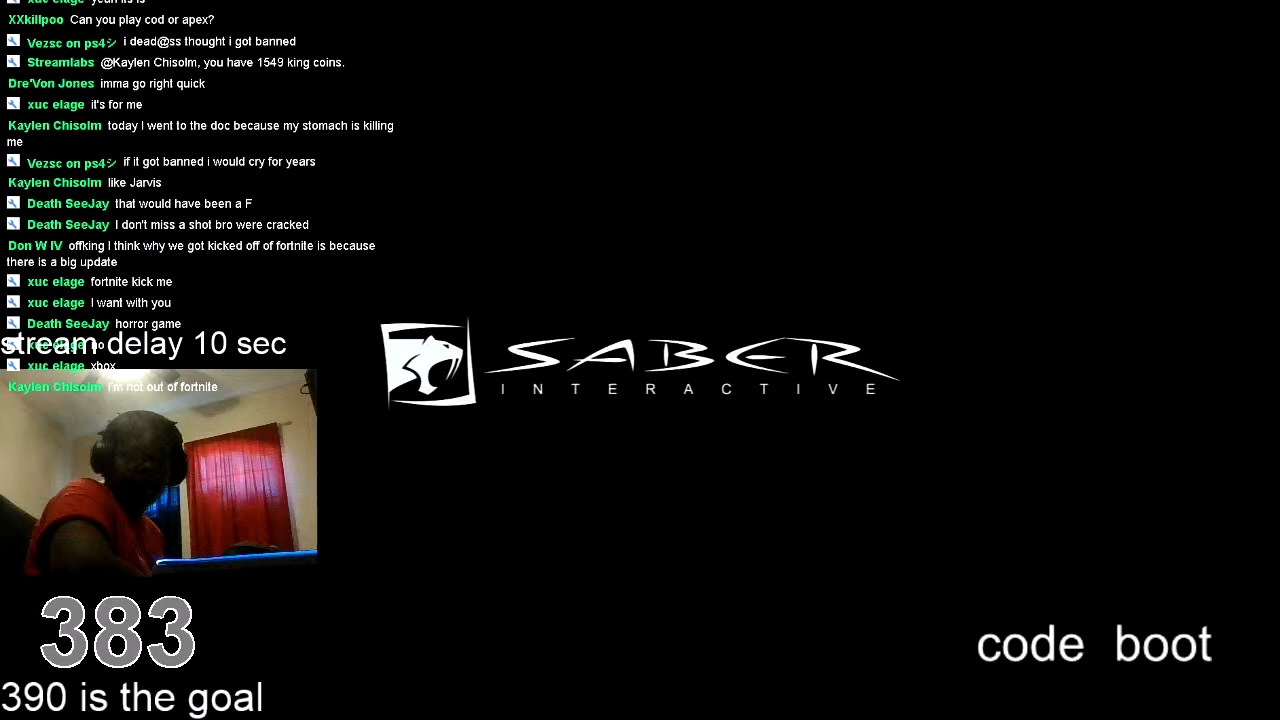 XXkillpoo Can you play cod or apex?
Vezsc on ps4シ i dead@ss thought i got banned
Streamlabs @Kaylen Chisolm, you have 1549 king coins.
Dre'Von Jones imma go right quick
xuc elage it's for me
Kaylen Chisolm today I went to the doc because my stomach is killing
me
Vezsc on ps4シ if it got banned i would cry for years
Kaylen Chisolm like Jarvis
Death SeeJay that would have been a F
Death SeeJay I don't miss a shot bro were cracked
Don W IV offking I think why we got kicked off of fortnite is because
there is a big update
xuc elage fortnite kick me
xuc elage I want with you
Death SeeJay horror game
stream delay 10 sec
xuc elage no
xuc elage xbox
Kaylen Chisolm I'm not out of fortnite
SABER
INTERACTIVE
383
390 is the goal
code boot